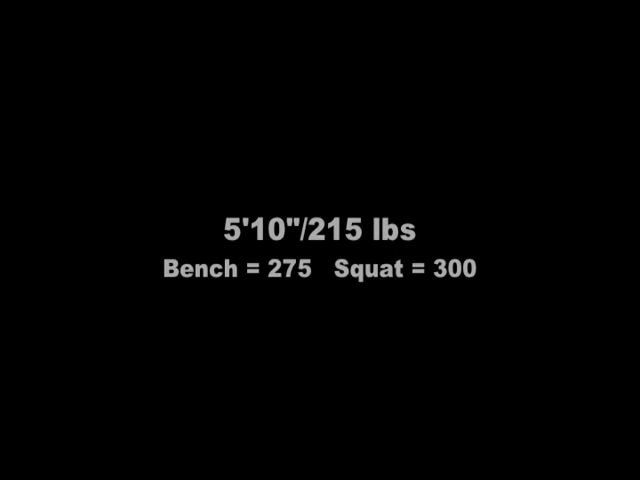 5'10"/215 lbs
Bench = 275 Squat = 300